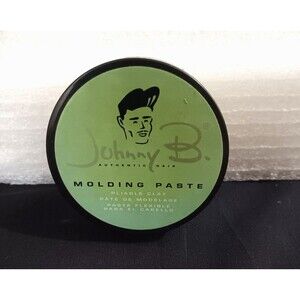 Johnny B.
AUTHENTIC HAIR
MOLDING PASTE
PLIABLE CLAY
PÂTE DE MODELAGE
PASTA FLEXIBLE
PARA EL CABELLO